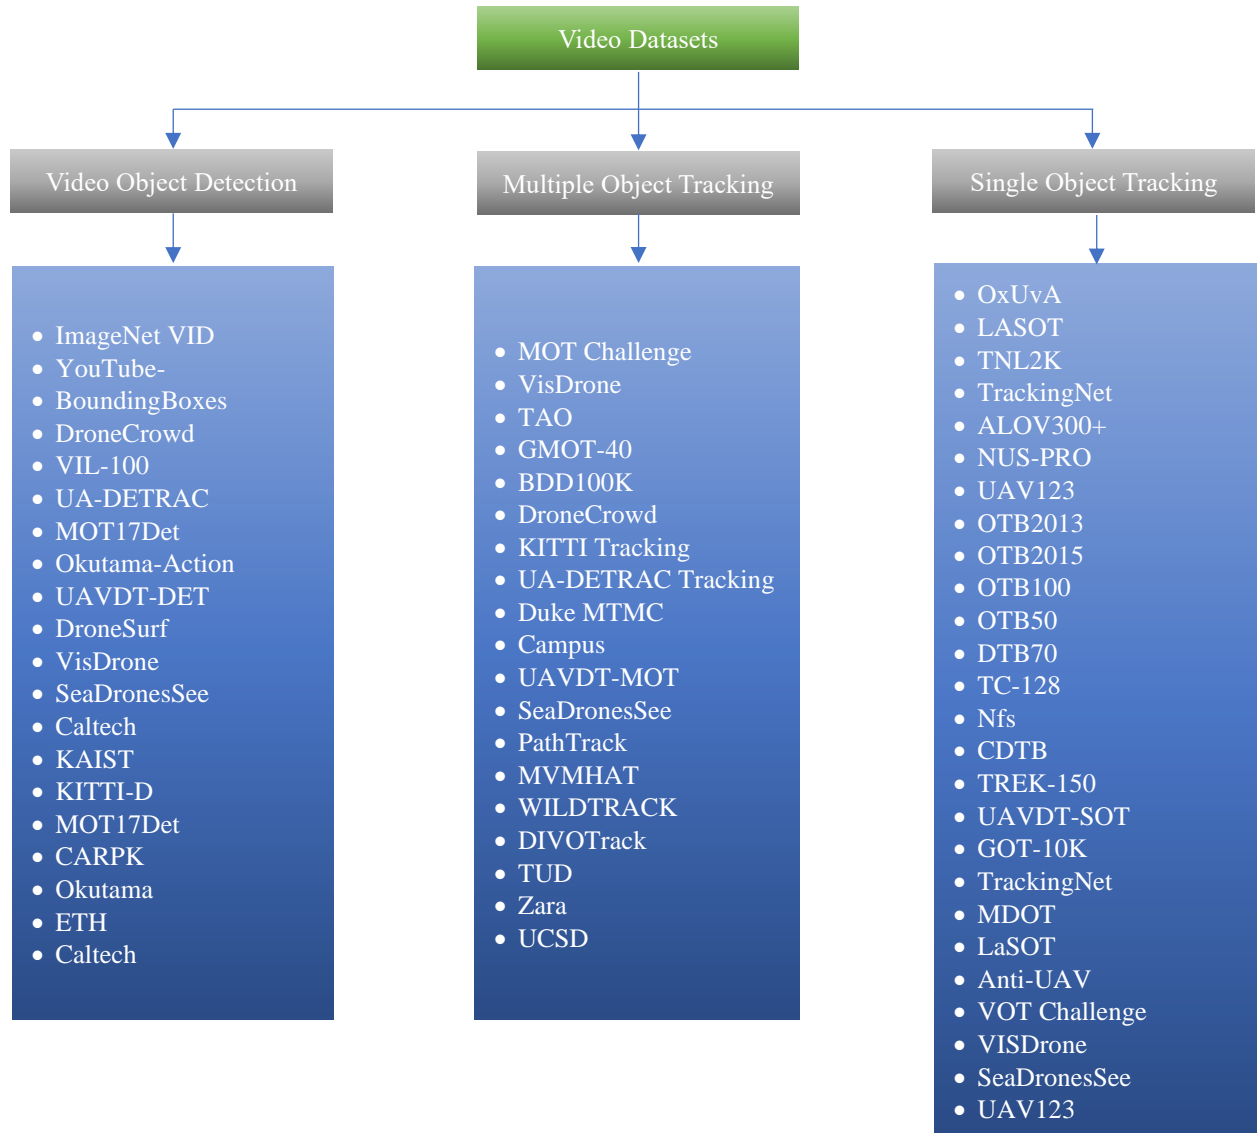 Video Datasets
Video Object Detection
Multiple Object Tracking
Single Object Tracking
• ImageNet VID
• YouTube-
• BoundingBoxes
• DroneCrowd
• VIL-100
• UA-DETRAC
• MOT17Det
• Okutama-Action
• UAVDT-DET
• DroneSurf
• VisDrone
• SeaDronesSee
• Caltech
• KAIST
• KITTI-D
• MOT17Det
• CARPK
• Okutama
• ETH
• Caltech
• MOT Challenge
• VisDrone
• TAO
• GMOT-40
• BDD100K
• DroneCrowd
• KITTI Tracking
• UA-DETRAC Tracking
• Duke MTMC
• Campus
• UAVDT-MOT
• SeaDronesSee
• PathTrack
• MVMHAT
• WILDTRACK
• DIVOTrack
• TUD
• Zara
• UCSD
• OxUvA
• LASOT
• TNL2K
• TrackingNet
• ALOV300+
• NUS-PRO
• UAV123
• OTB2013
• OTB2015
• OTB100
• OTB50
• DTB70
• TC-128
• Nfs
• CDTB
• TREK-150
• UAVDT-SOT
• GOT-10K
• TrackingNet
• MDOT
• LaSOT
• Anti-UAV
• VOT Challenge
• VISDrone
• SeaDronesSee
• UAV123